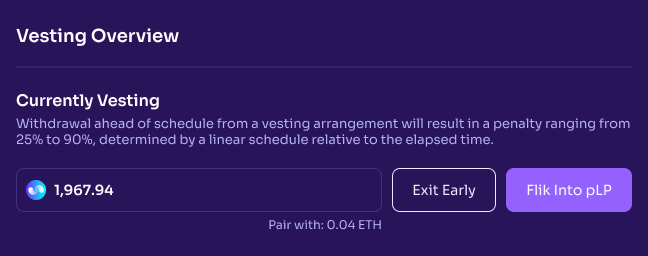 Vesting Overview
Currently Vesting
Withdrawal ahead of schedule from a vesting arrangement will result in a penalty ranging from
25% to 90%, determined by a linear schedule relative to the elapsed time.
1,967.94
Exit Early
Flik Into pLP
Pair with: 0.04 ETH